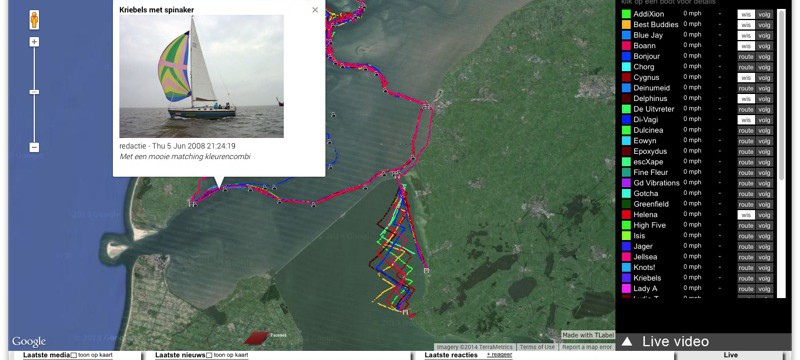 Kriebels met spinaker
×
redactie - Thu 5 Jun 2008 21:24:19
Met een mooie matching kleurencombi
Klik op een boot voor details
AddiXion 0 mph - wis volg
Best Buddies 0 mph - wis volg
Blue Jay 0 mph - wis volg
Boann 0 mph - wis volg
Bonjour 0 mph - route volg
Chorg 0 mph - route volg
Cygnus 0 mph - wis volg
Deinumeid 0 mph - route volg
Delphinus 0 mph - wis volg
De Uitvreter 0 mph - route volg
Di-Vagi 0 mph - wis volg
Dulcinea 0 mph - route volg
Eowyn 0 mph - route volg
Epoxydus 0 mph - route volg
escXape 0 mph - route volg
Fine Fleur 0 mph - route volg
Gd Vibrations 0 mph - route volg
Gotcha 0 mph - route volg
Greenfield 0 mph - route volg
Helena 0 mph - wis volg
High Five 0 mph - route volg
Isis 0 mph - route volg
Jager 0 mph - route volg
Jellsea 0 mph - route volg
Knots! 0 mph - route volg
Kriebels 0 mph - route volg
Lady A 0 mph - route volg
Google
Made with TLabel
Imagery ©2014 TerraMetrics Terms of Use Report a map error
Live video
Laatste media toon op kaart
Laatste nieuws toon op kaart
Laatste reacties + reageer
Live